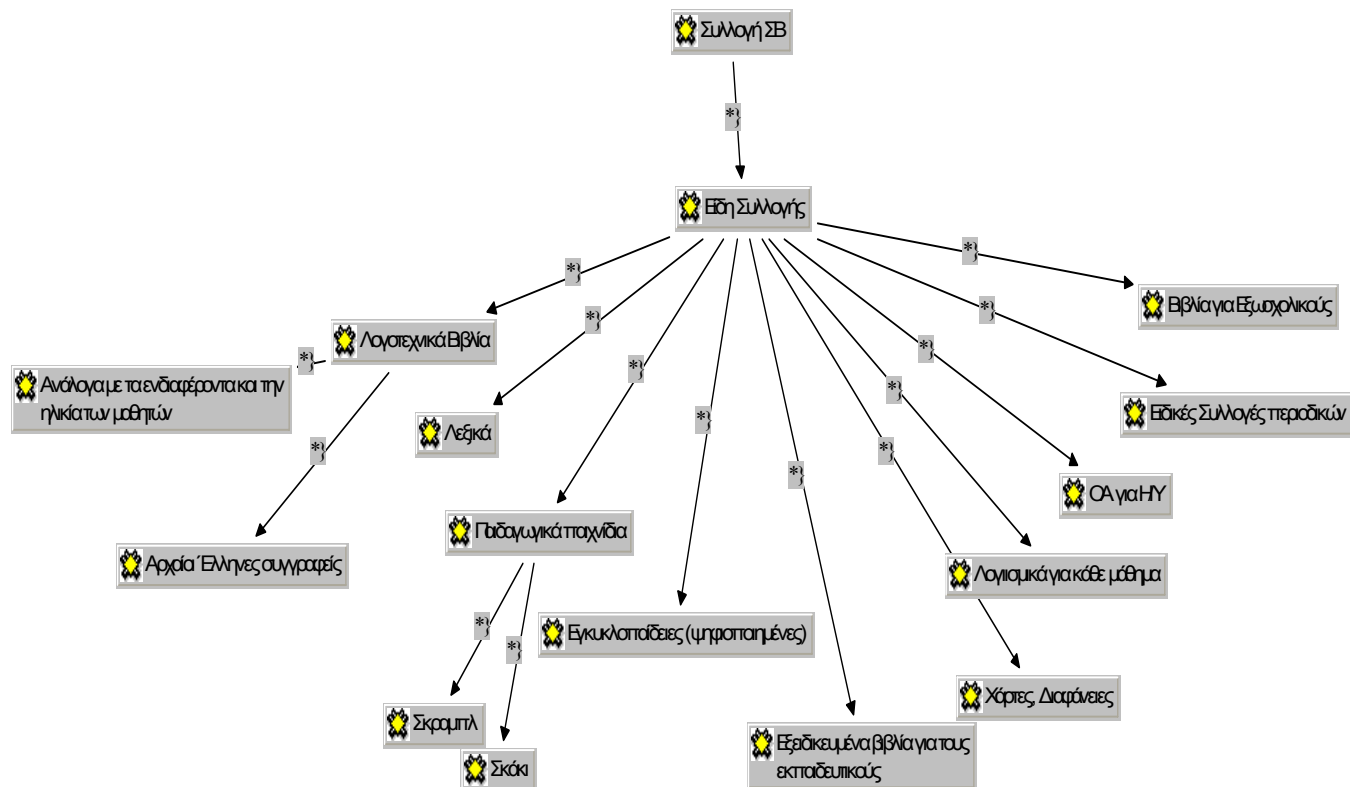 Συλλογή ΣΒ
*}
Είδη Συλλογής
*}
*}
Βιβλία για Εξωσχολικούς
*}
*}
Λογοτεχνικά Βιβλία
*}
*}
Ανάλογα με τα ενδιαφέροντα και την
ηλικία των μαθητών
*}
*}
Ειδικές Συλλογές περιοδικών
*}
Λεξικά
*}
*}
*}
*}
ΟΑ για Η/Υ
Παιδαγωγικά παιχνίδια
Αρχαίοι Έλληνες συγγραφείς
Λογισμικά για κάθε μάθημα
*}
*}
Εγκυκλοπαίδειες (ψηφιοποιημένες)
Χάρτες, Διαφάνειες
Σκραμπλ
Σκάκι
Εξειδικευμένα βιβλία για τους
εκπαιδευτικούς